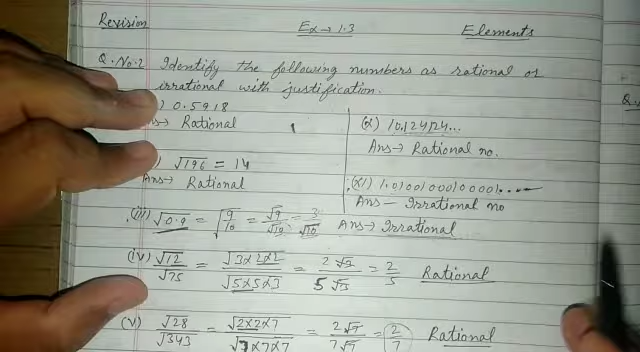 Revision Ex → 1.3 Elements
Q.No.2 Identify the following numbers as rational or
irrational with justification.
) 0.5918
Ans → Rational
) √196 = 14
Ans → Rational
(x) 10.124124...
Ans → Rational no.
(xi) 1.01001000100001....
Ans — Irrational no
(iii) √0.9 = √9/10 = √9/√10 = 3/√10 Ans → Irrational
(iv) √12/√75 = √3×2×2/√5×5×3 = 2√3/5√3 = 2/5 Rational
(v) √28/√343 = √2×2×7/√7×7×7 = 2√7/7√7 = 2/7 Rational